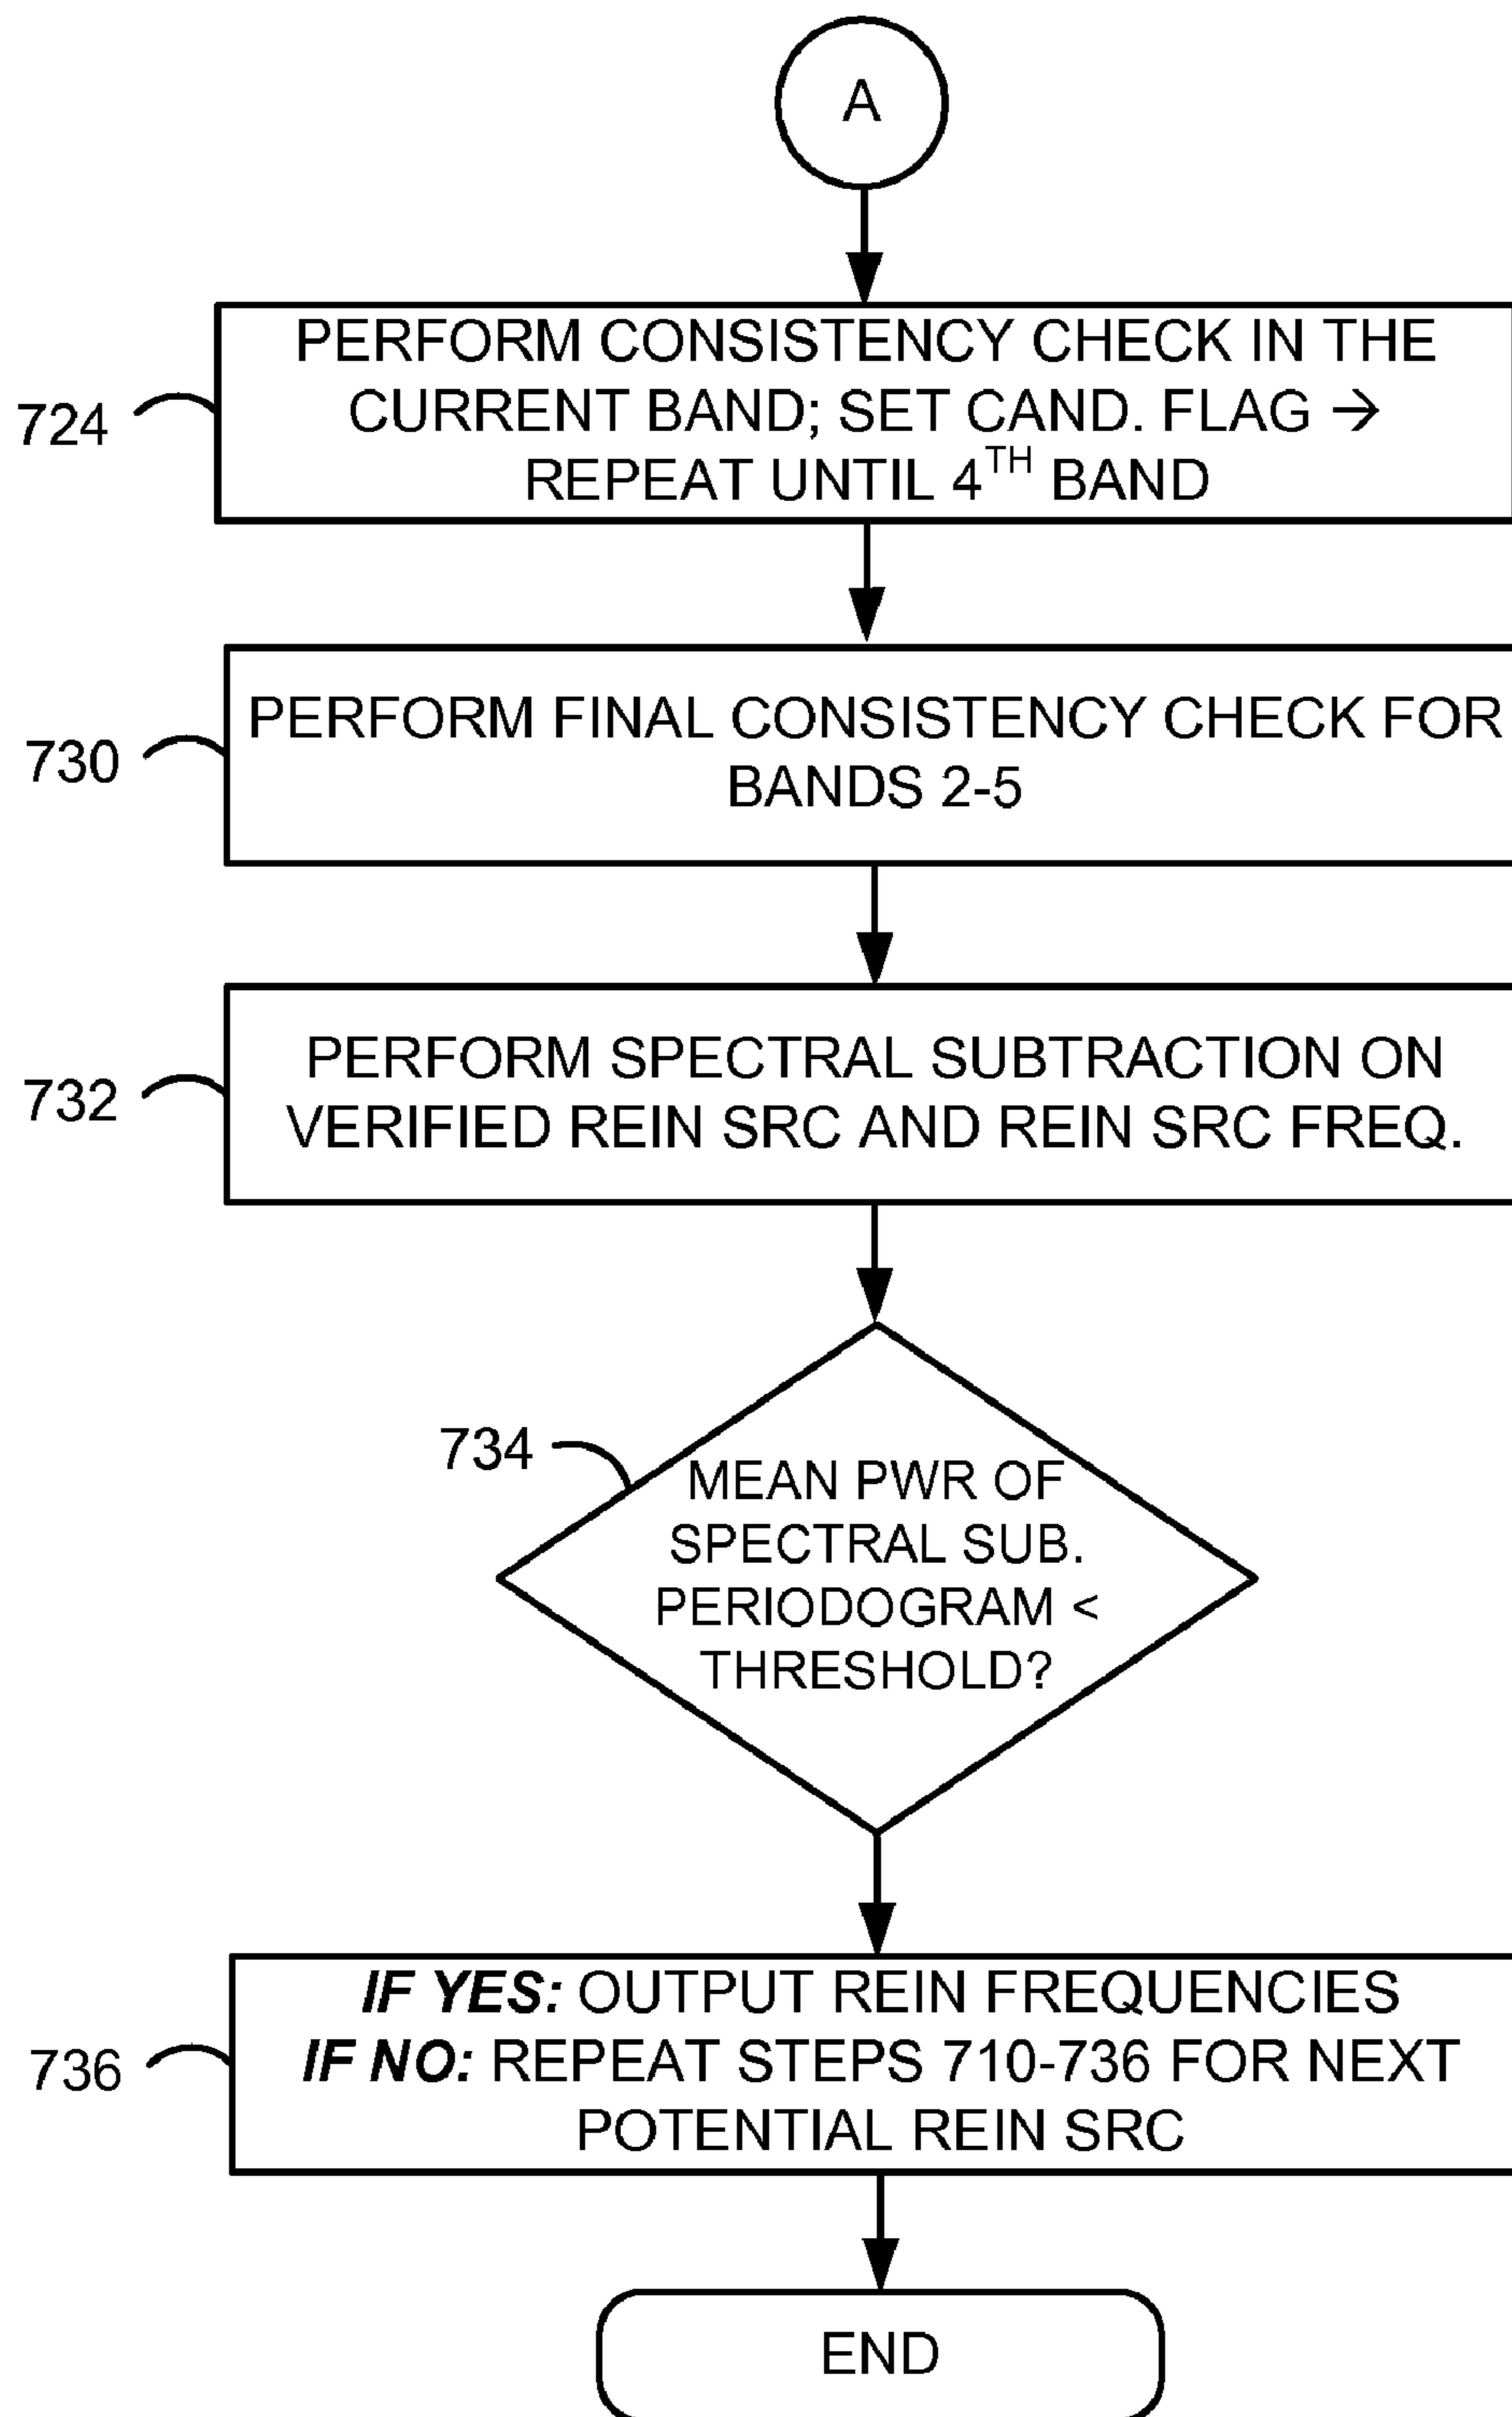 A
PERFORM CONSISTENCY CHECK IN THE
CURRENT BAND; SET CAND. FLAG →
REPEAT UNTIL 4TH BAND
724
PERFORM FINAL CONSISTENCY CHECK FOR
BANDS 2-5
730
PERFORM SPECTRAL SUBTRACTION ON
VERIFIED REIN SRC AND REIN SRC FREQ.
732
734
MEAN PWR OF
SPECTRAL SUB.
PERIODOGRAM <
THRESHOLD?
IF YES: OUTPUT REIN FREQUENCIES
IF NO: REPEAT STEPS 710-736 FOR NEXT
POTENTIAL REIN SRC
736
END